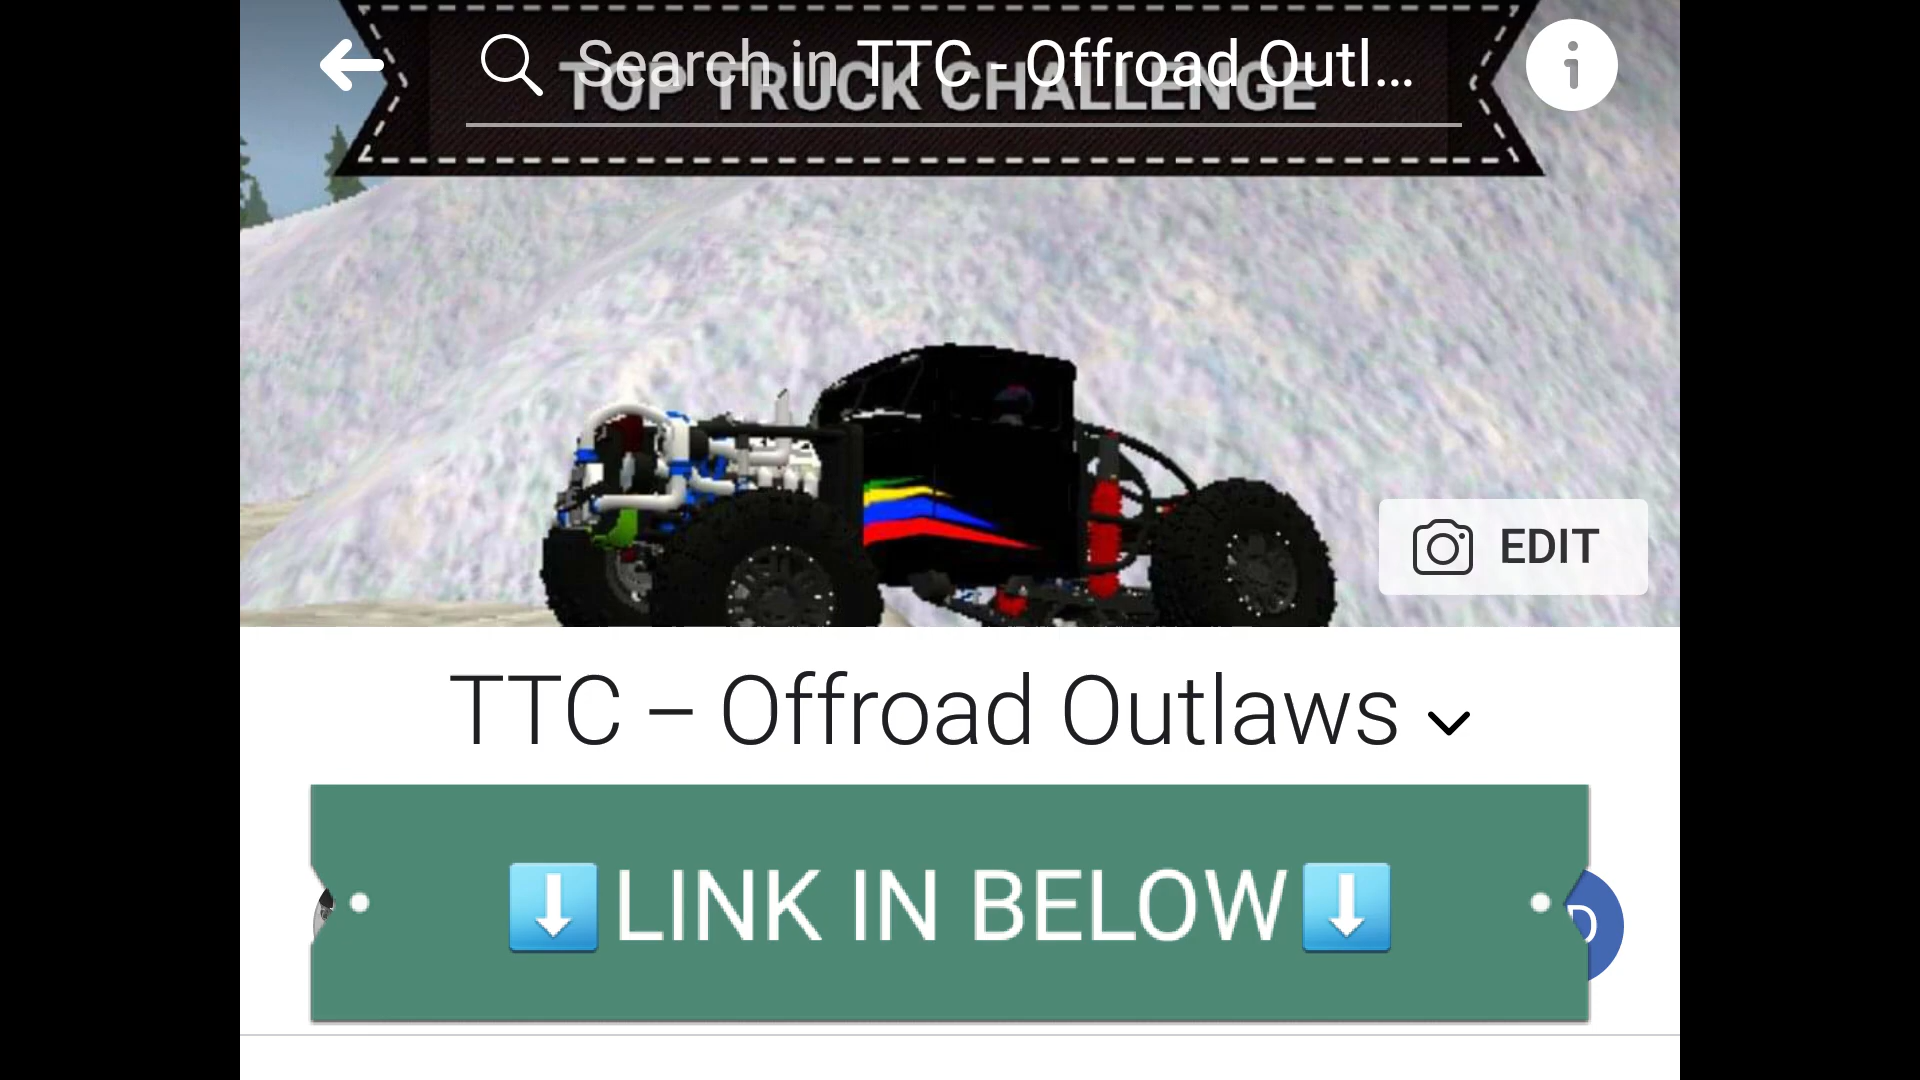 Search in TTC - Offroad Outl...
TOP TRUCK CHALLENGE
EDIT
TTC – Offroad Outlaws
⬇️LINK IN BELOW⬇️
D